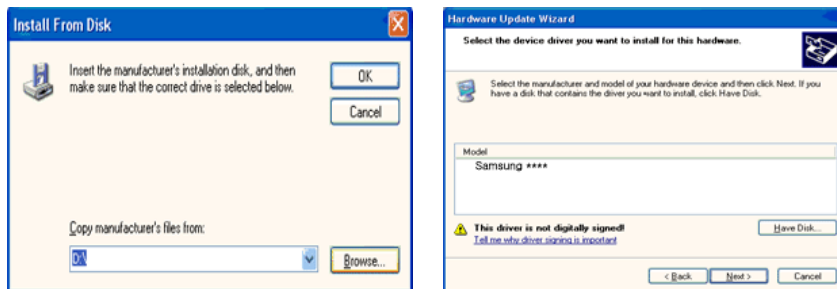 Install From Disk
Insert the manufacturer's installation disk, and then
make sure that the correct drive is selected below.
OK
Cancel
Copy manufacturer's files from:
D:\
Browse...
Hardware Update Wizard
Select the device driver you want to install for this hardware.
Select the manufacturer and model of your hardware device and then click Next. If you
have a disk that contains the driver you want to install, click Have Disk.
Model
Samsung ****
This driver is not digitally signed!
Tell me why driver signing is important
Have Disk...
< Back
Next >
Cancel